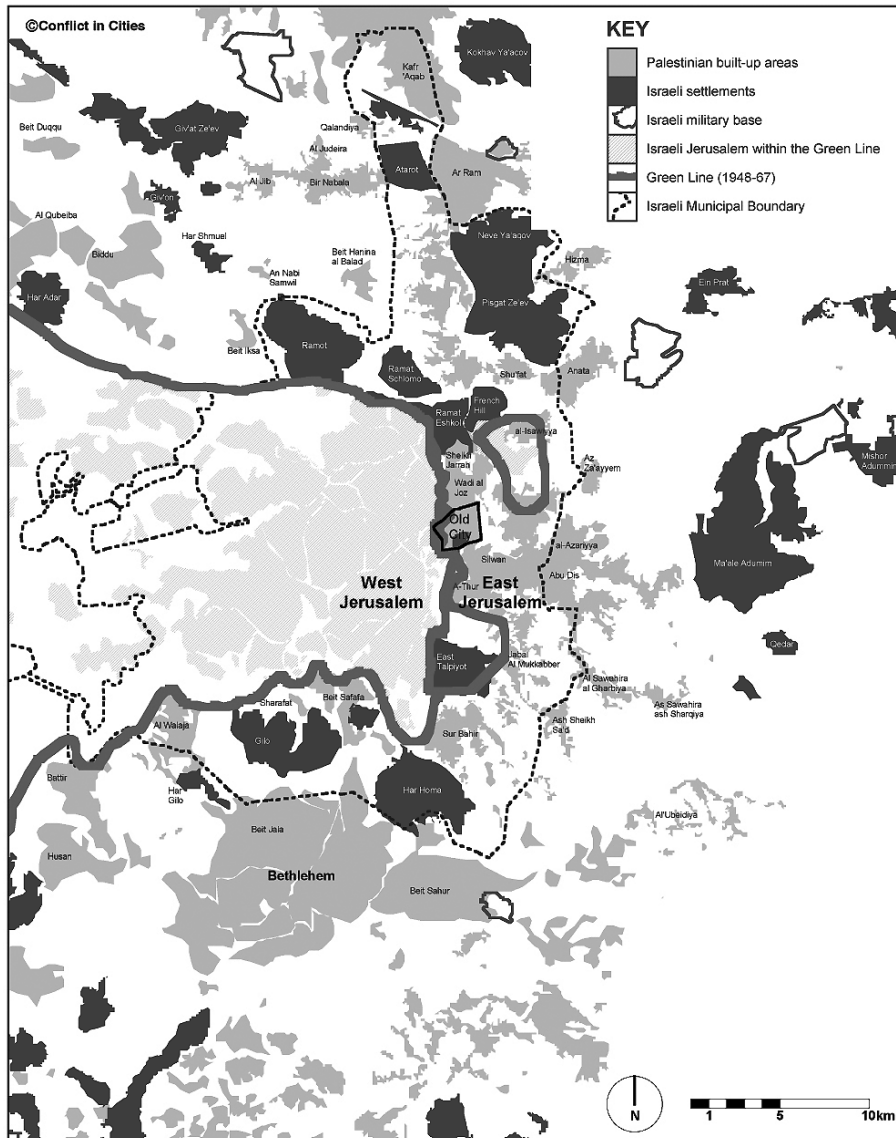 ©Conflict in Cities
KEY
Palestinian built-up areas
Israeli settlements
Israeli military base
Israeli Jerusalem within the Green Line
Green Line (1948-67)
Israeli Municipal Boundary
Kokhav Ya'acov
Kafr
'Aqab
Beit Duqqu
Giv'at Ze'ev
Qalandiya
Al Judeira
Atarot
Ar Ram
Al Jib
Bir Nabala
Giv'on
Al Qubeiba
Har Shmuel
Neve Ya'aqov
Biddu
Beit Hanina
al Balad
Hizma
An Nabi
Samwil
Ein Prat
Har Adar
Pisgat Ze'ev
Ramot
Beit Iksa
Ramat
Schlomo
Shu'fat
Anata
French
Hill
Ramat
Eshkol
al-Isawiyya
Mishor
Adummin
Sheikh
Jarrah
Az
Za'ayyem
Wadi al
Joz
Old
City
al-Azariyya
Silwan
Ma'ale Adumim
West
Jerusalem
A-Thur
East
Jerusalem
Abu Dis
East
Talpiyot
Jabal
Al Mukkabber
Qedar
Al Sawahira
al Gharbiya
Beit Safafa
Sharafat
As Sawahira
ash Sharqiya
Al Walaja
Gilo
Sur Bahir
Ash Sheikh
Sa'd
Battir
Har
Gilo
Har Homa
Al'Ubeidiya
Beit Jala
Husan
Bethlehem
Beit Sahur
N
1
5
10km